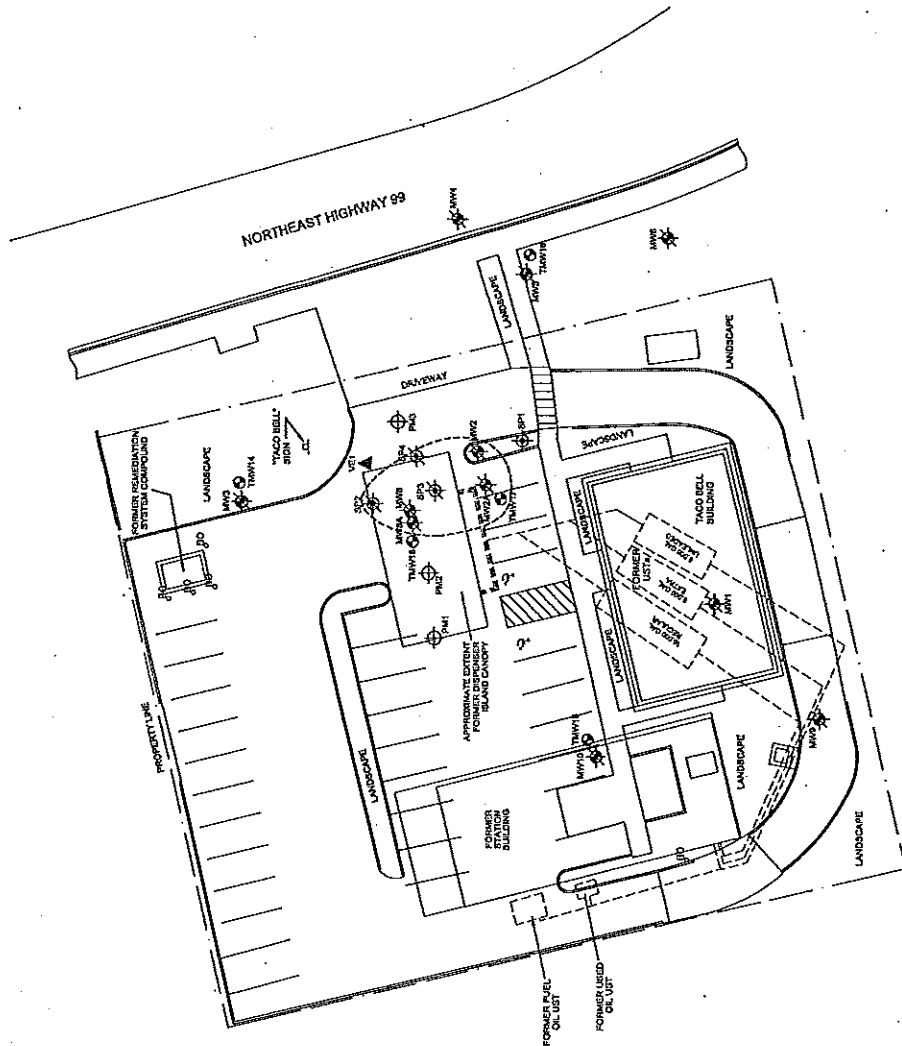 NORTHEAST HIGHWAY 99
MW4
MW5
TMW16
MW6
LANDSCAPE
LANDSCAPE
DRIVEWAY
FORMER REMEDIATION
SYSTEM COMPOUND
LANDSCAPE
"TACO BELL"
SIGN
MW3
TMW14
VE1
PM3
SP4
MW2
SP1
SP2
MW8
SP3
TMW15
PM2
PM1
LANDSCAPE
LANDSCAPE
LANDSCAPE
TACO BELL
BUILDING
FORMER
USTs
MW1
PROPERTY LINE
LANDSCAPE
APPROXIMATE EXTENT
FORMER DISPENSER
ISLAND CANOPY
MW10
MW9
FORMER
STATION
BUILDING
LANDSCAPE
LANDSCAPE
FORMER FUEL
OIL UST
FORMER USED
OIL UST